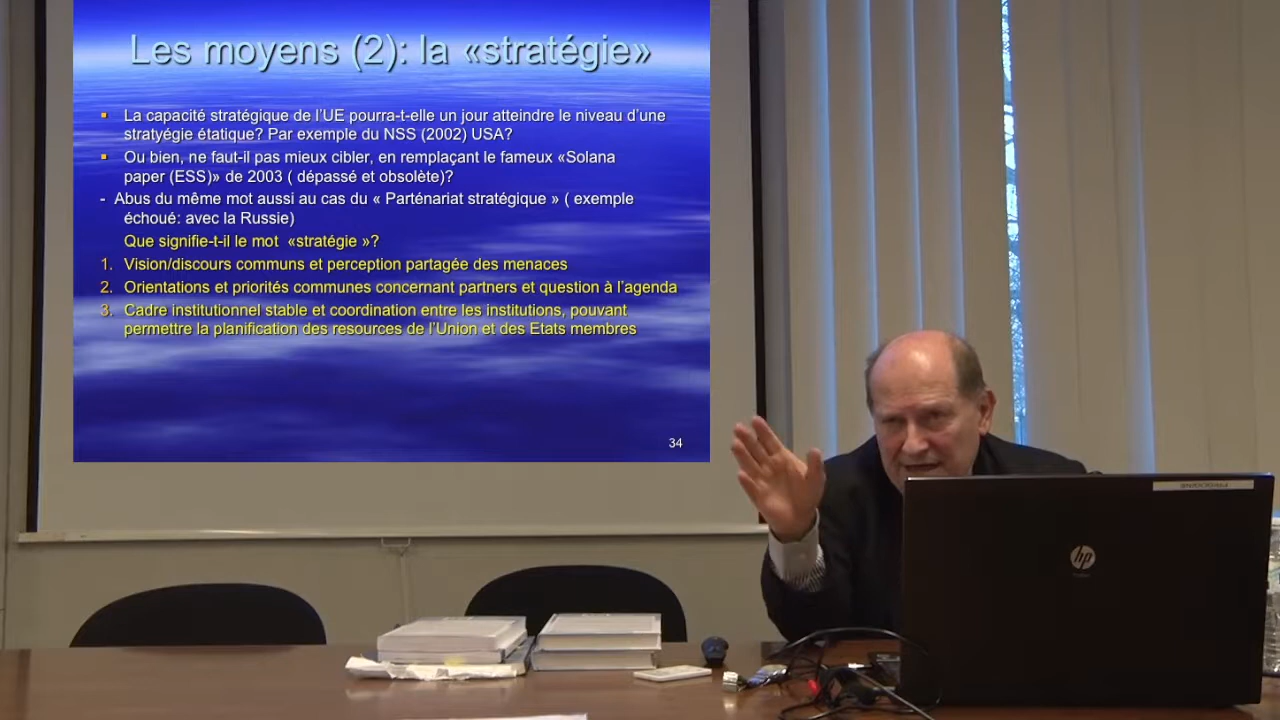 Les moyens (2): la «stratégie»
La capacité stratégique de l'UE pourra-t-elle un jour atteindre le niveau d'une
stratyégie étatique? Par exemple du NSS (2002) USA?
Ou bien, ne faut-il pas mieux cibler, en remplaçant le fameux «Solana
paper (ESS)» de 2003 ( dépassé et obsolète)?
- Abus du même mot aussi au cas du « Parténariat stratégique » ( exemple
échoué: avec la Russie)
Que signifie-t-il le mot «stratégie »?
1. Vision/discours communs et perception partagée des menaces
2. Orientations et priorités communes concernant partners et question à l'agenda
3. Cadre institutionnel stable et coordination entre les institutions, pouvant
permettre la planification des resources de l'Union et des Etats membres
34
hp